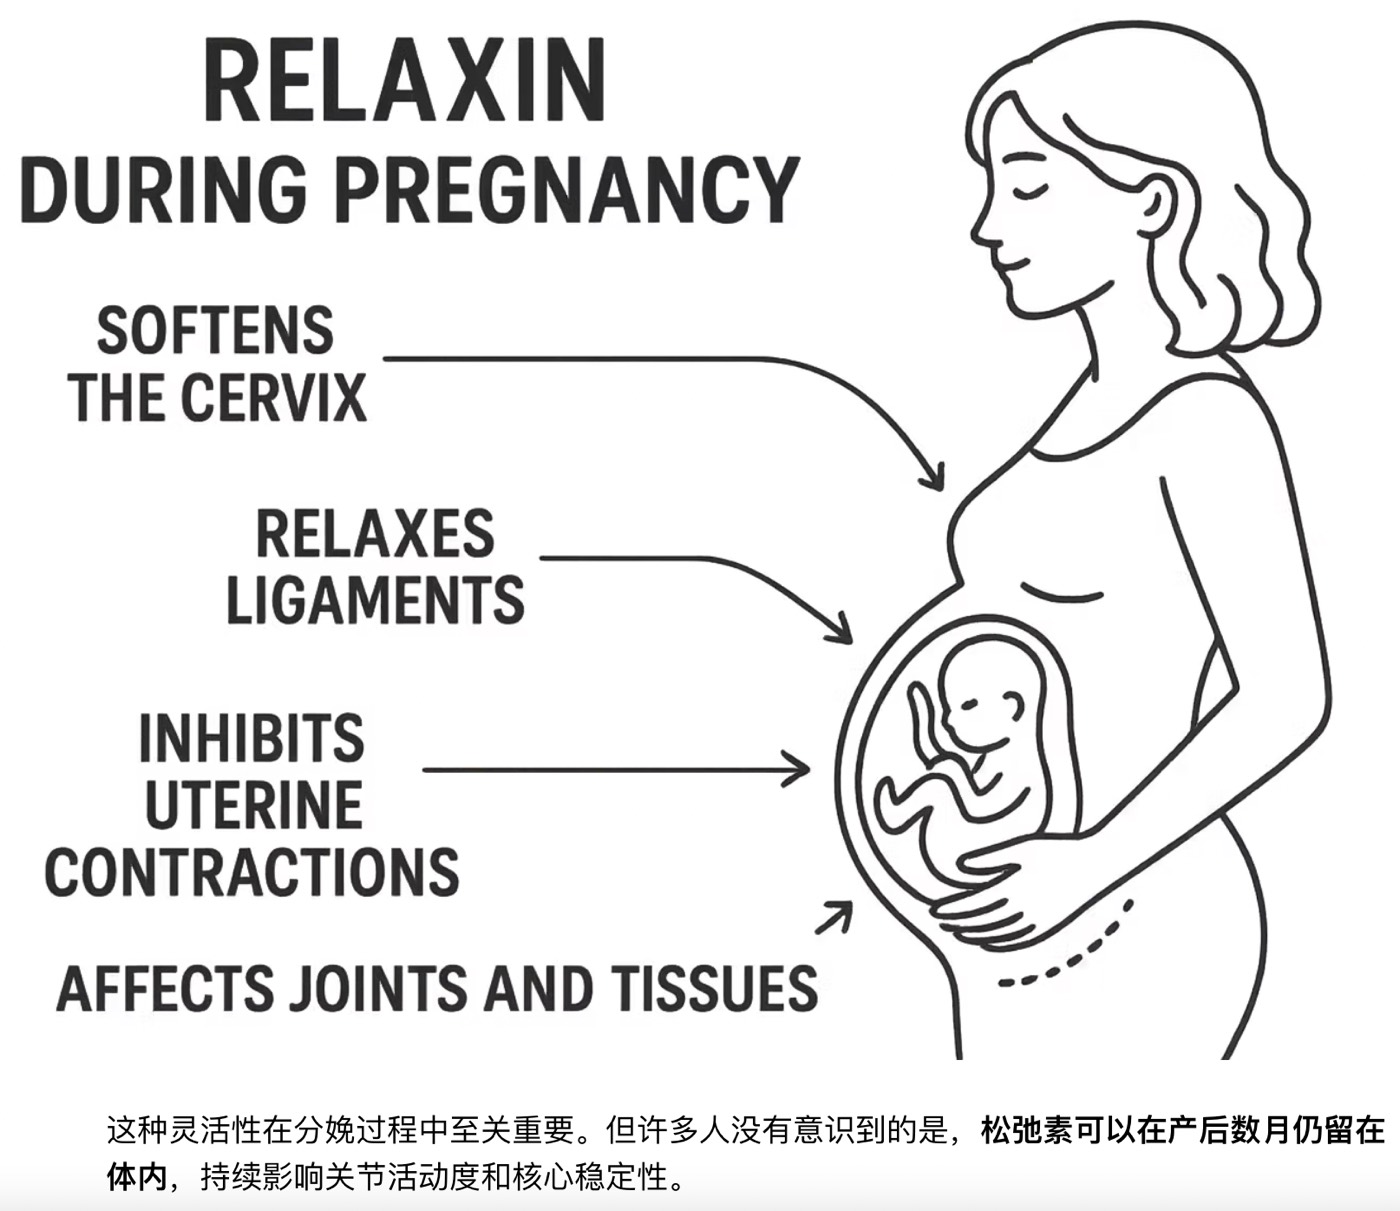 RELAXIN
DURING PREGNANCY
SOFTENS
THE CERVIX
RELAXES
LIGAMENTS
INHIBITS
UTERINE
CONTRACTIONS
AFFECTS JOINTS AND TISSUES
这种灵活性在分娩过程中至关重要。但许多人没有意识到的是，松弛素可以在产后数月仍留在
体内，持续影响关节活动度和核心稳定性。